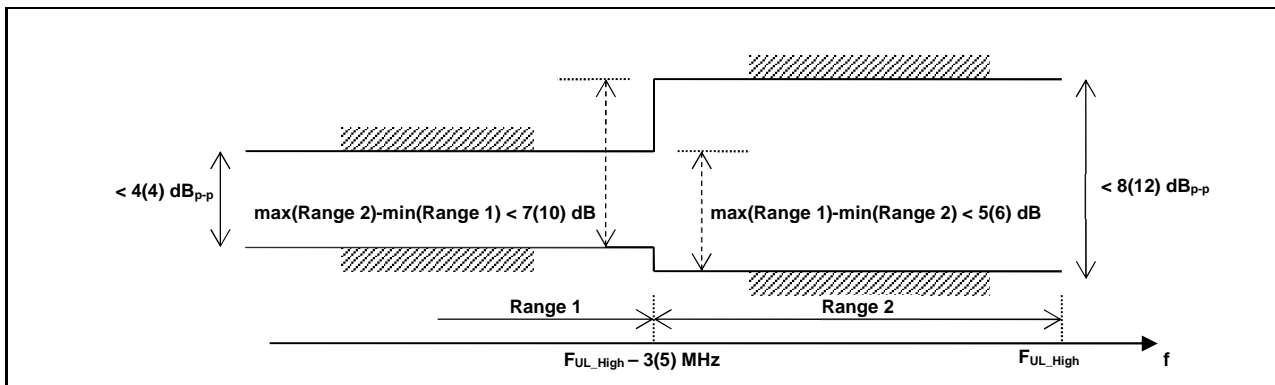 < 4(4) dBp-p
max(Range 2)-min(Range 1) < 7(10) dB
max(Range 1)-min(Range 2) < 5(6) dB
< 8(12) dBp-p
Range 1
Range 2
FUL_High – 3(5) MHz
FUL_High
f